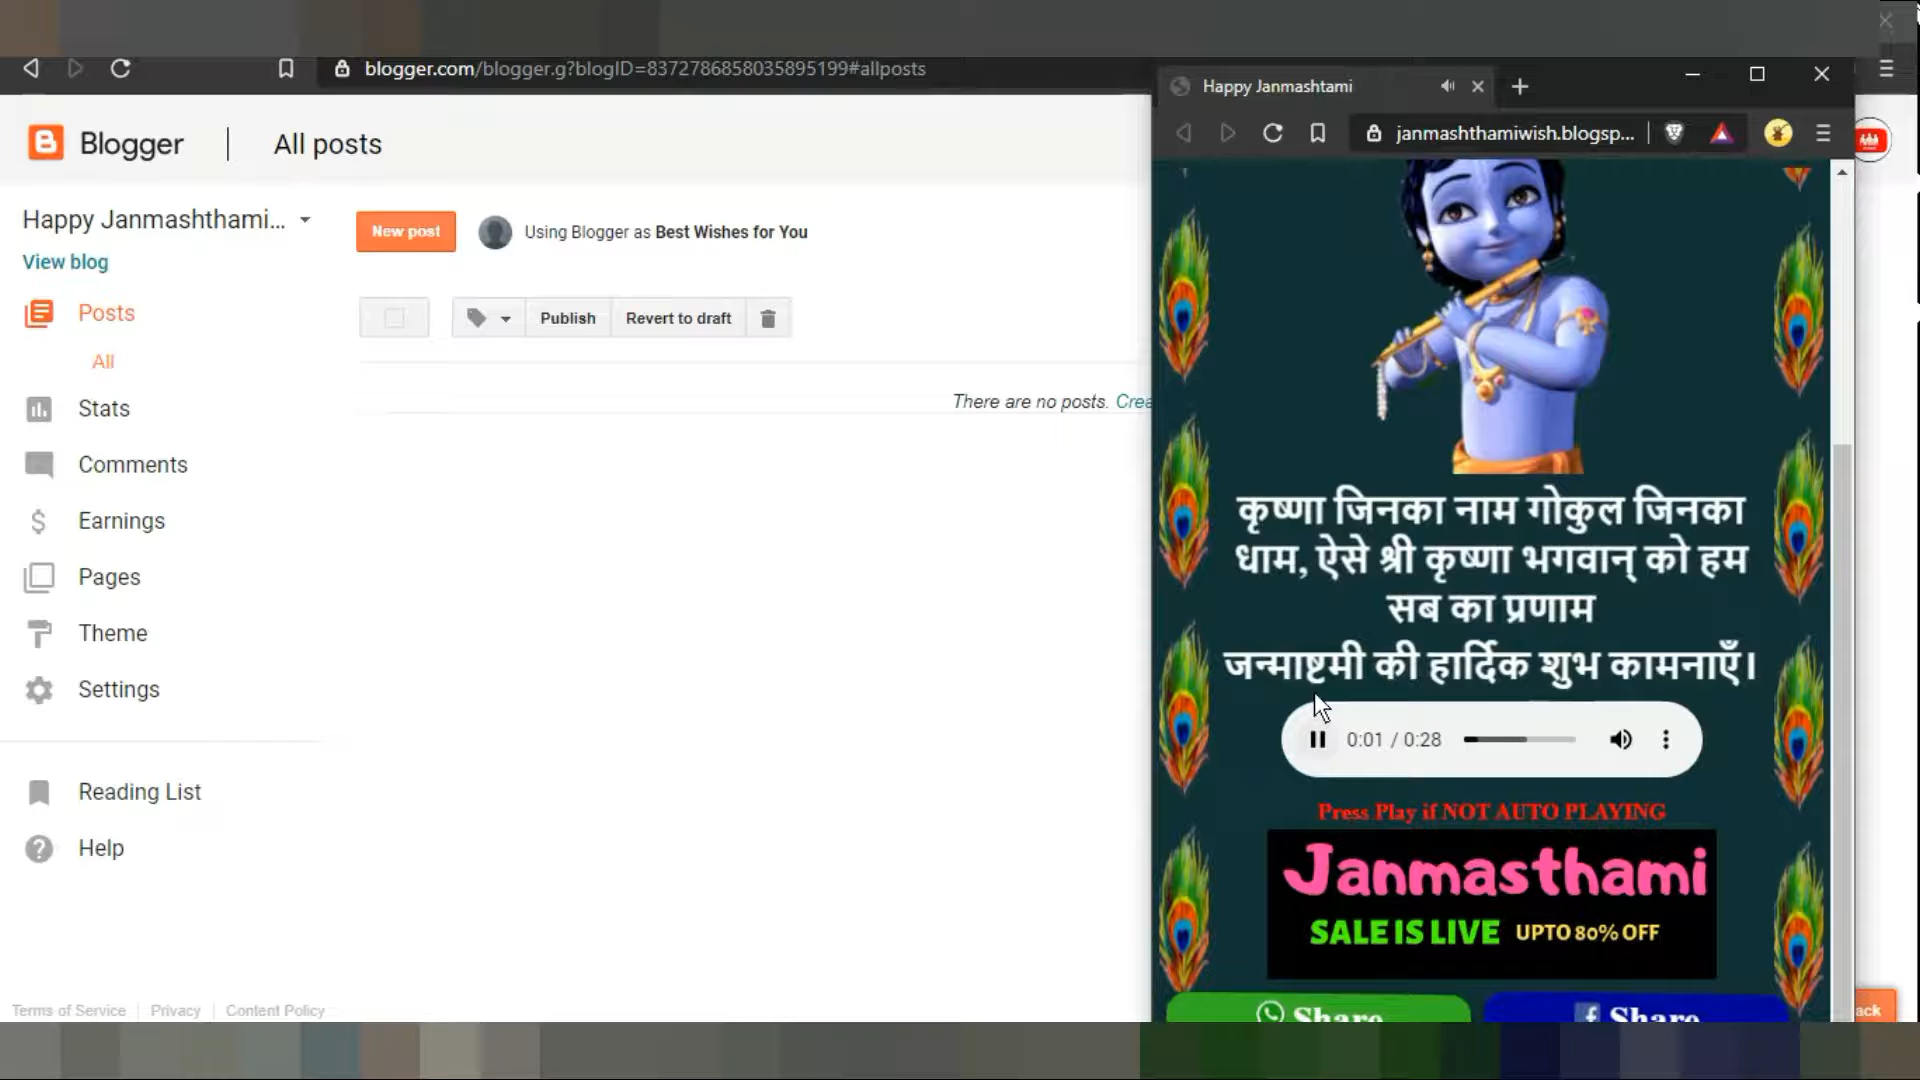 blogger.com/blogger.g?blogID=8372786858035895199#allposts
Blogger
All posts
Happy Janmashthami...
View blog
New post
Using Blogger as Best Wishes for You
Posts
All
Publish
Revert to draft
There are no posts. Crea
Stats
Comments
Earnings
Pages
Theme
Settings
Reading List
Help
Terms of Service
Privacy
Content Policy
Happy Janmashtami
janmashthamiwish.blogsp...
कृष्णा जिनका नाम गोकुल जिनका
धाम, ऐसे श्री कृष्णा भगवान् को हम
सब का प्रणाम
जन्माष्टमी की हार्दिक शुभ कामनाएँ।
0:01 / 0:28
Press Play if NOT AUTO PLAYING
Janmasthami
SALE IS LIVE UPTO 80% OFF
Share
Share
ack